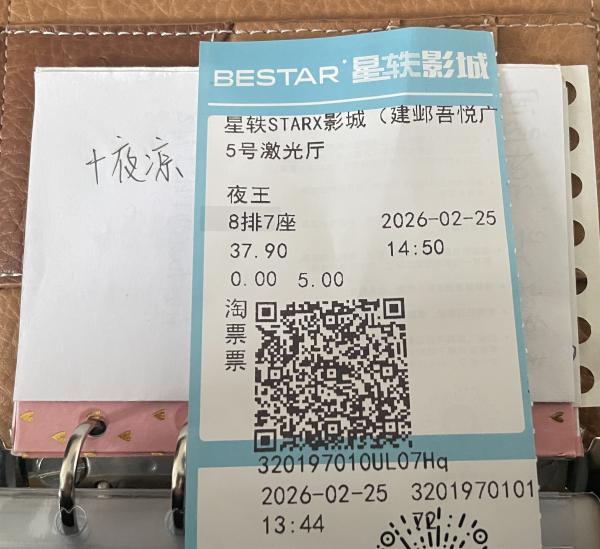 十夜凉
BESTAR 星轶影城
星轶STARX影城（建邺吾悦广
5号激光厅
夜王
8排7座 2026-02-25
37.90 14:50
0.00 5.00
淘票票
320197010UL07Hq
2026-02-25 3201970101
13:44